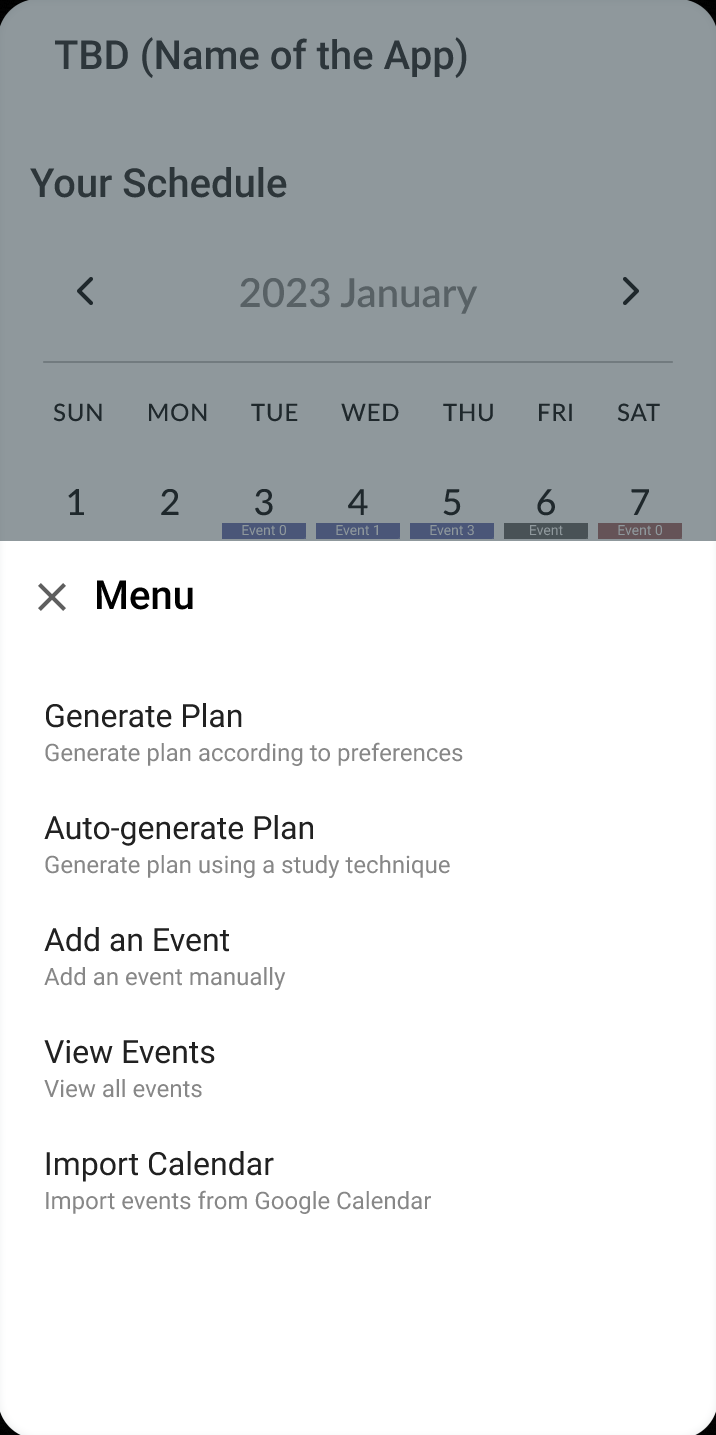 TBD (Name of the App)
Your Schedule
2023 January
SUN MON TUE WED THU FRI SAT
1 2 3 4 5 6 7
Event 0 Event 1 Event 3 Event Event 0
Menu
Generate Plan
Generate plan according to preferences
Auto-generate Plan
Generate plan using a study technique
Add an Event
Add an event manually
View Events
View all events
Import Calendar
Import events from Google Calendar